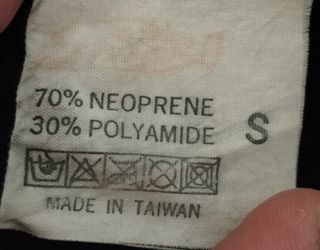 70% NEOPRENE
30% POLYAMIDE S
MADE IN TAIWAN